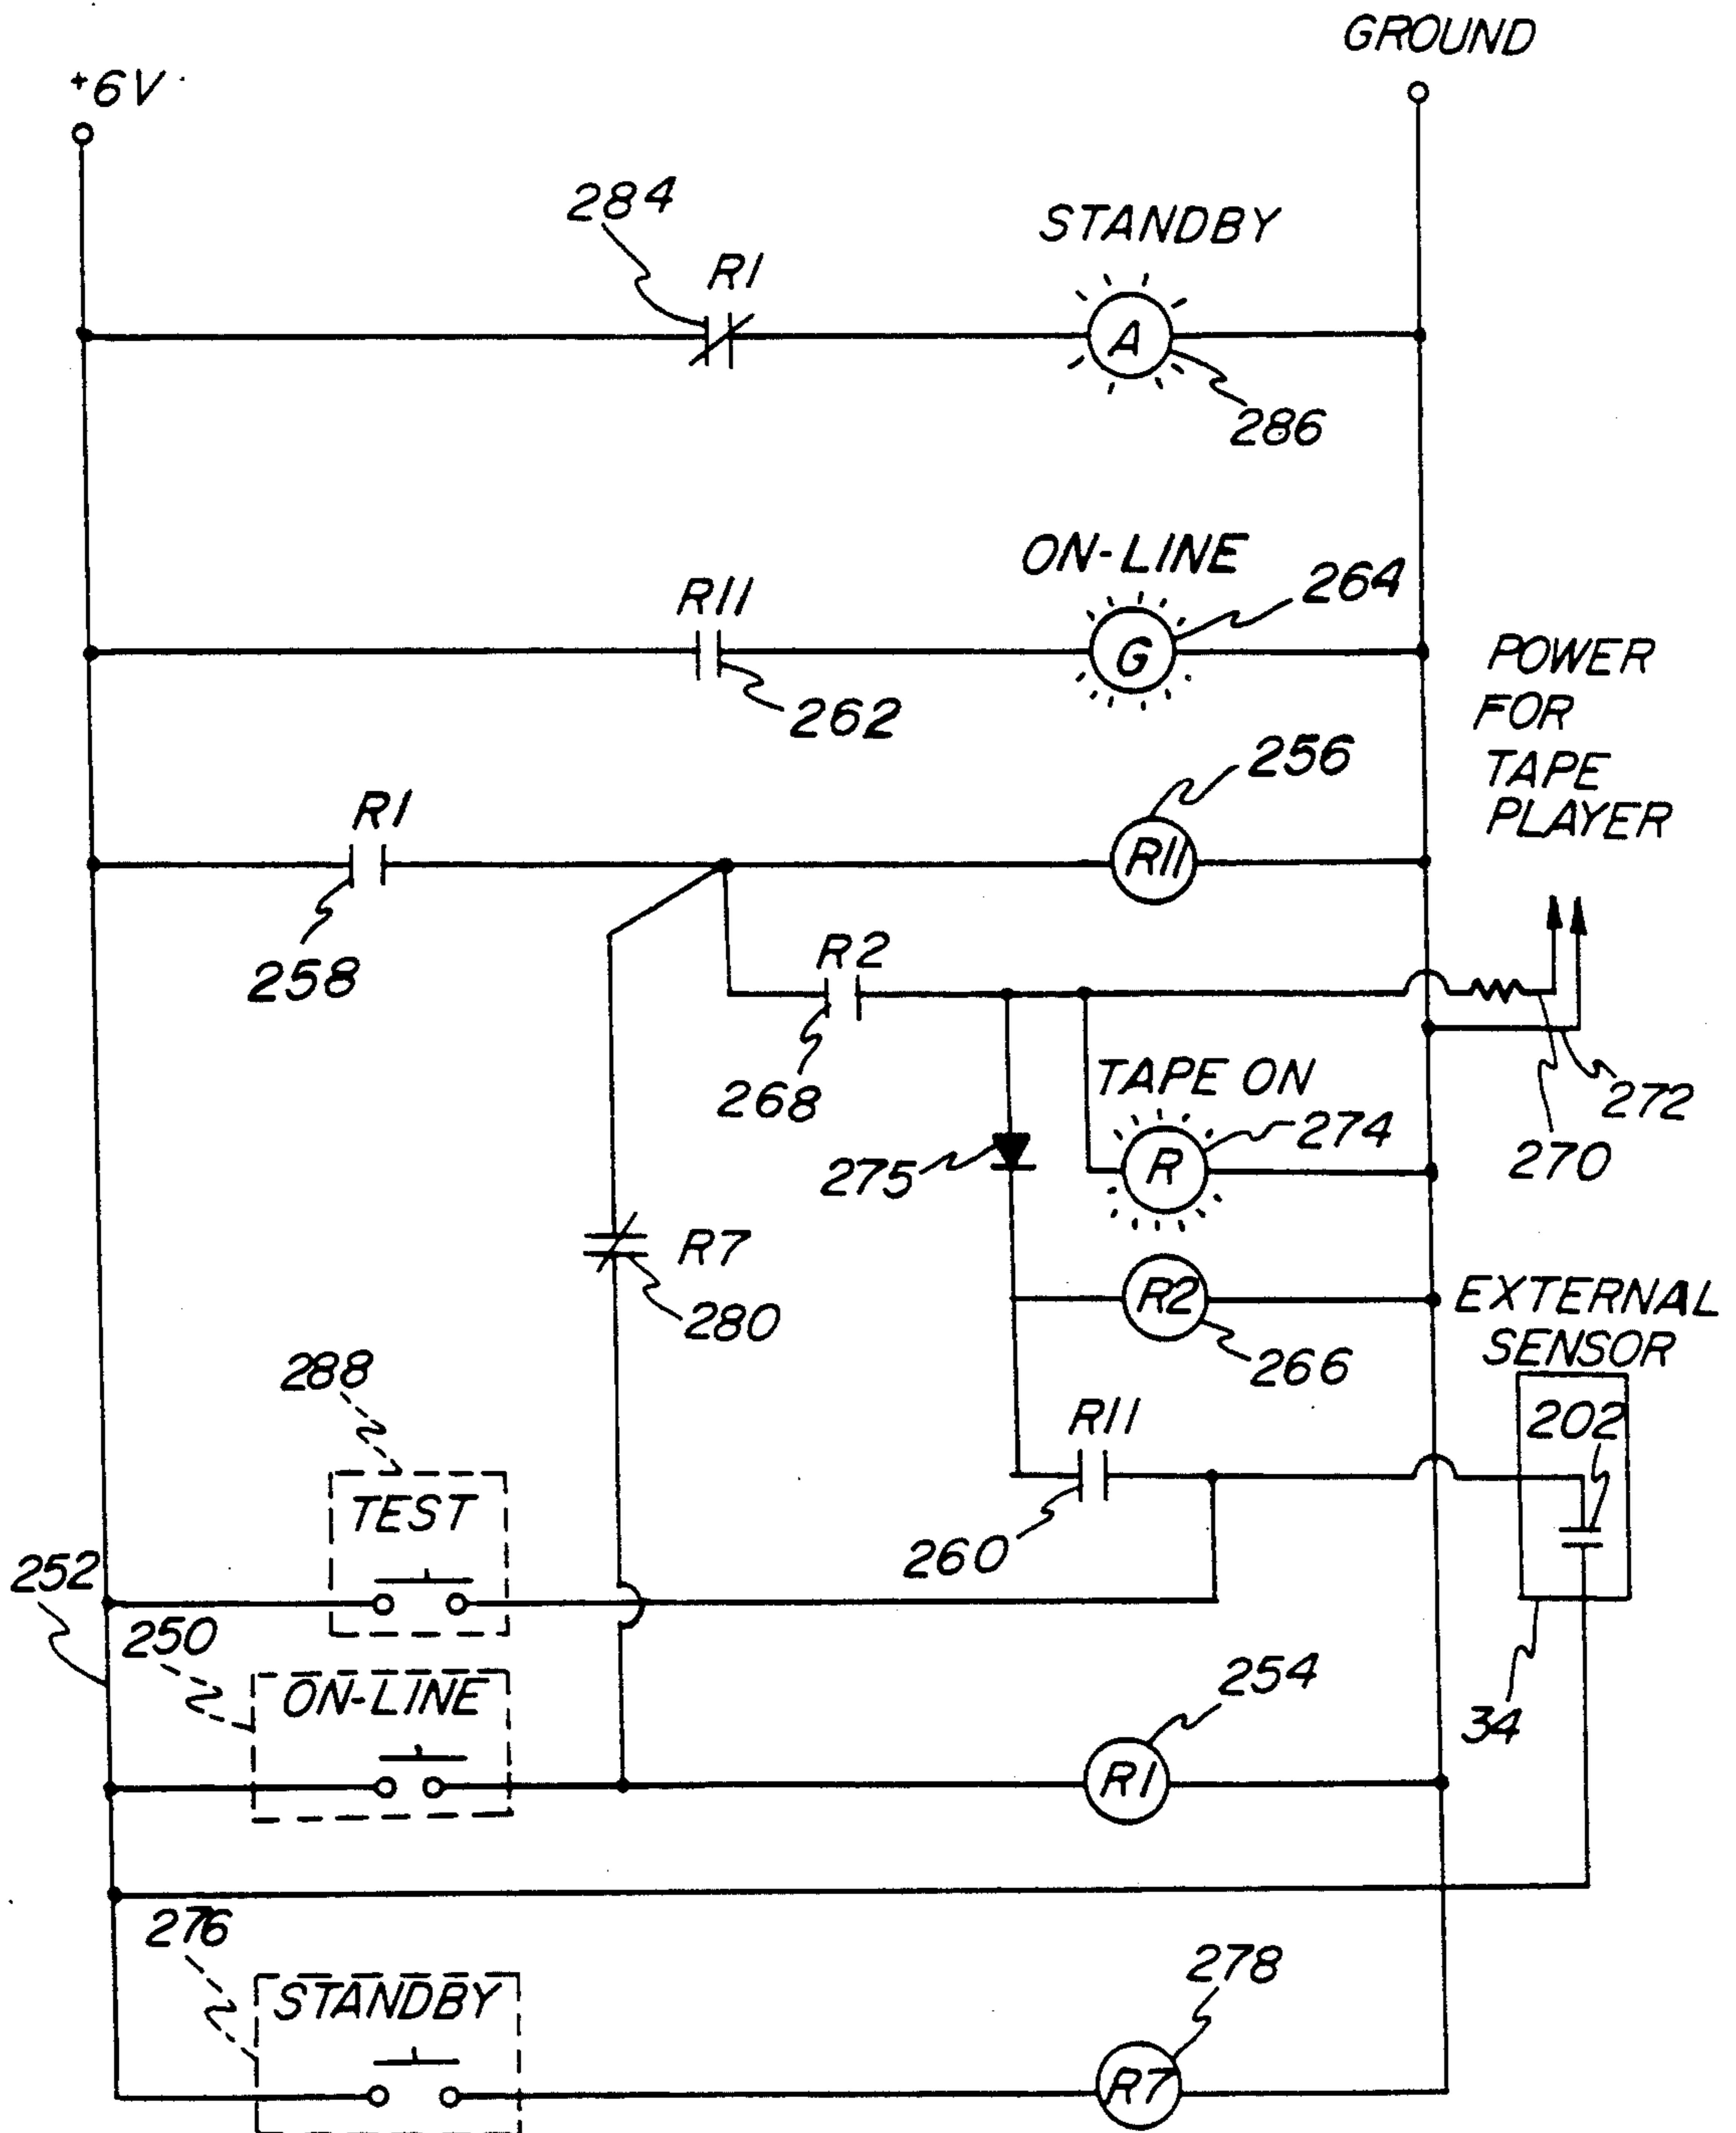 GROUND
+6V
284
STANDBY
R1
A
286
ON-LINE
264
R11
G
262
POWER
FOR
TAPE
PLAYER
256
R1
R11
258
R2
268
TAPE ON
272
274
270
275
R
R7
280
R2
EXTERNAL
SENSOR
266
288
202
R11
TEST
260
252
250
ON-LINE
254
34
R1
276
STANDBY
278
R7